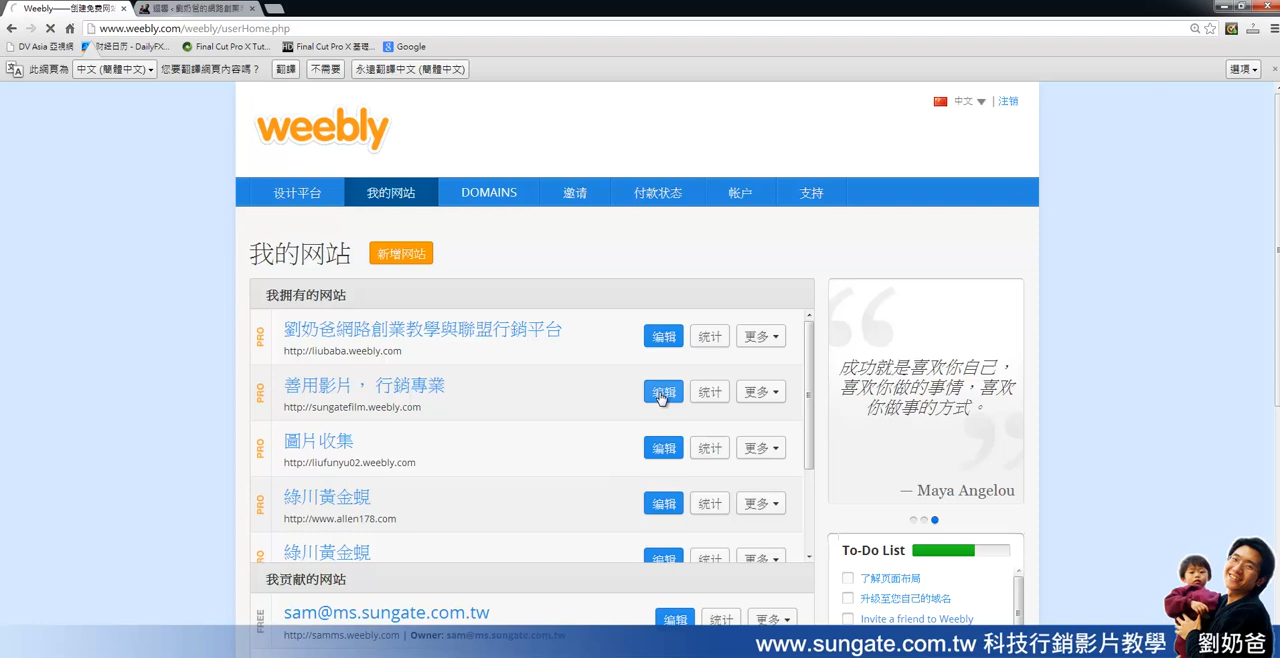 Weebly——创建免费网站
www.weebly.com/weebly/userHome.php
DV Asia 亞視網 财经日历 - DailyFX... Final Cut Pro X Tut... Final Cut Pro X 基礎... Google
此網頁為 中文 (簡體中文) 您要翻譯網頁內容嗎？ 翻譯 不需要 永遠翻譯中文 (簡體中文) 選項
中文 | 注销
weebly
设计平台 我的网站 DOMAINS 邀请 付款状态 帐户 支持
我的网站 新增网站
我拥有的网站
PRO 劉奶爸網路創業教學與聯盟行銷平台 编辑 统计 更多
http://liubaba.weebly.com
PRO 善用影片， 行銷專業 编辑 统计 更多
http://sungatefilm.weebly.com
PRO 圖片收集 编辑 统计 更多
http://liufunyu02.weebly.com
PRO 綠川黃金蜆 编辑 统计 更多
http://www.allen178.com
PRO 綠川黃金蜆 编辑 统计 更多
我贡献的网站
FREE sam@ms.sungate.com.tw 编辑 统计 更多
http://samms.weebly.com | Owner: sam@ms.sungate.com.tw
成功就是喜欢你自己，
喜欢你做的事情，喜欢
你做事的方式。
— Maya Angelou
To-Do List
了解页面布局
升级至您自己的域名
Invite a friend to Weebly
www.sungate.com.tw 科技行銷影片教學 劉奶爸